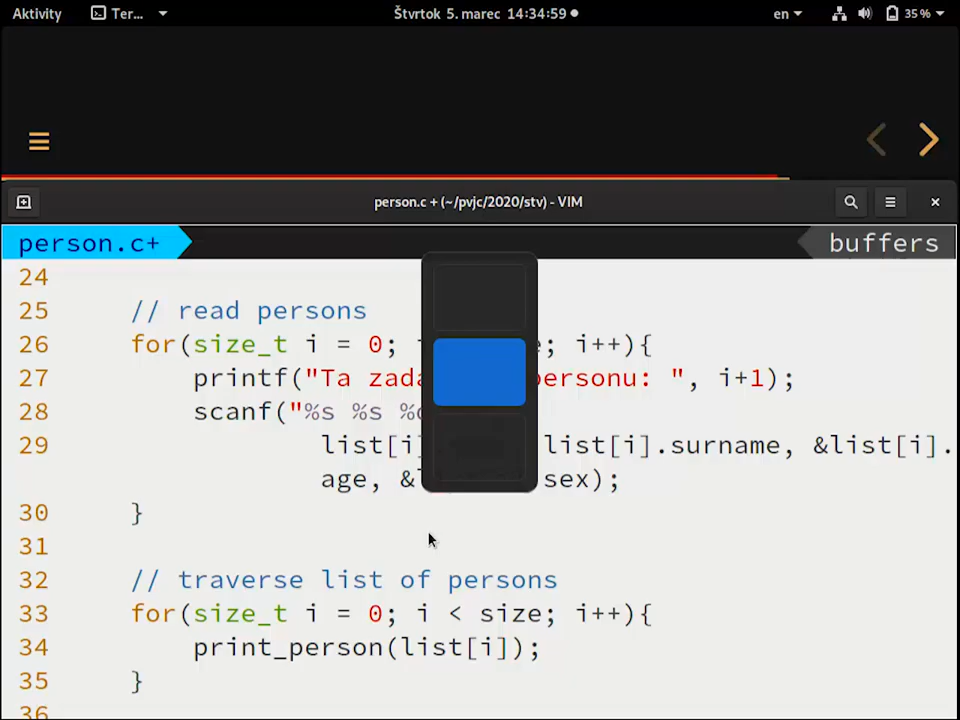 Aktivity Ter... Štvrtok 5. marec 14:34:59 en 35 %
person.c + (~/pvjc/2020/stv) - VIM
person.c+ buffers
24
25 // read persons
26 for(size_t i = 0; i++){
27 printf("Ta personu: ", i+1);
28 scanf("%s %s
29 list[i] list[i].surname, &list[i].
age, & sex);
30 }
31
32 // traverse list of persons
33 for(size_t i = 0; i < size; i++){
34 print_person(list[i]);
35 }
36